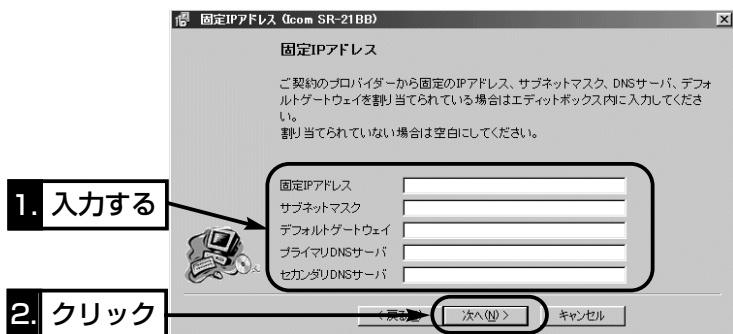 固定IPアドレス (Icom SR-21BB)
固定IPアドレス
ご契約のプロバイダーから固定のIPアドレス、サブネットマスク、DNSサーバ、デフォ
ルトゲートウェイを割り当てられている場合はエディットボックス内に入力してくださ
い。
割り当てられていない場合は空白にしてください。
固定IPアドレス
1. 入力する
サブネットマスク
デフォルトゲートウェイ
プライマリDNSサーバ
セカンダリDNSサーバ
2. クリック
次へ(N) >
キャンセル